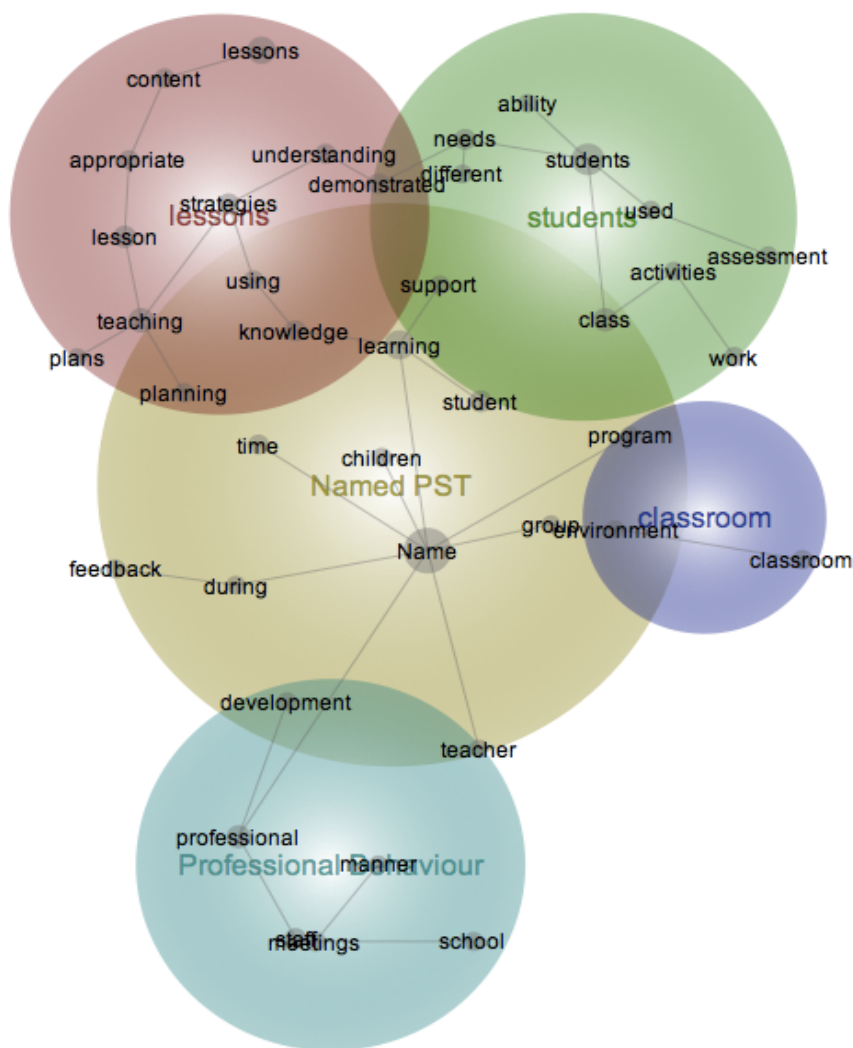 lessons
content
ability
needs
appropriate
understanding
students
demonstrated
different
strategies
lessons
students
used
lesson
assessment
activities
using
support
teaching
knowledge
class
learning
plans
work
planning
student
time
children
program
Named PST
classroom
group
environment
Name
classroom
feedback
during
development
teacher
professional
manner
Professional Behaviour
staff
meetings
school